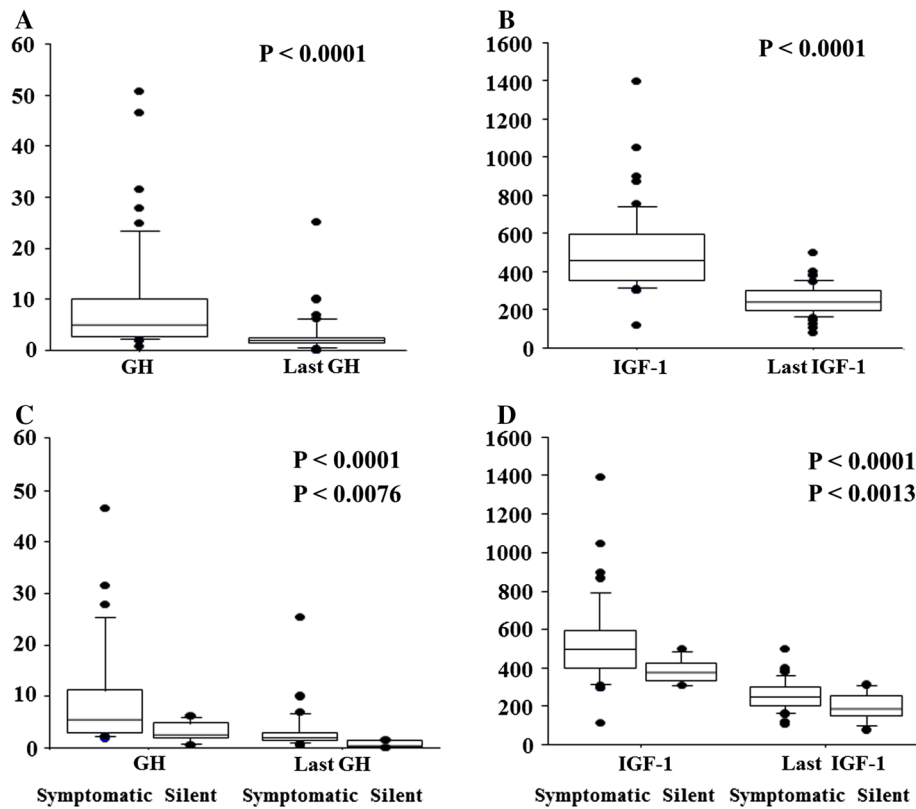 A
60
50
40
30
20
10
0
P < 0.0001
GH Last GH
B
1600
1400
1200
1000
800
600
400
200
0
P < 0.0001
IGF-1 Last IGF-1
C
60
50
40
30
20
10
0
P < 0.0001
P < 0.0076
GH Last GH
Symptomatic Silent Symptomatic Silent
D
1600
1400
1200
1000
800
600
400
200
0
P < 0.0001
P < 0.0013
IGF-1 Last IGF-1
Symptomatic Silent Symptomatic Silent